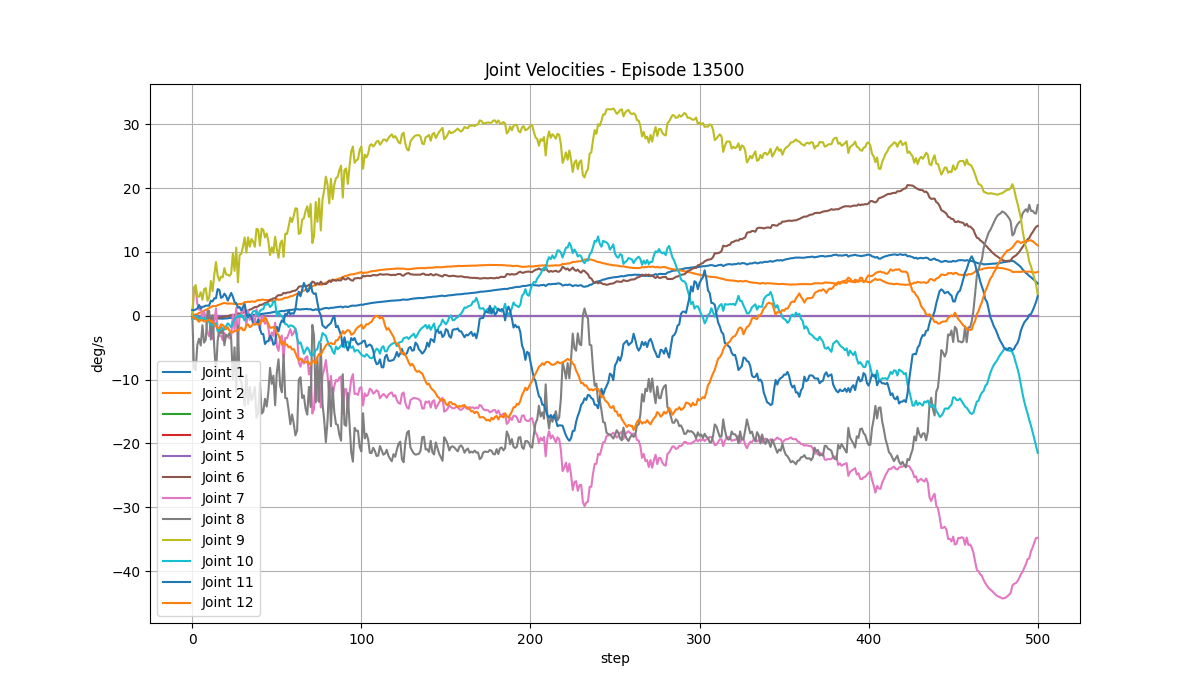 Joint Velocities - Episode 13500
deg/s
30
20
10
0
−10
−20
−30
−40
Joint 1
Joint 2
Joint 3
Joint 4
Joint 5
Joint 6
Joint 7
Joint 8
Joint 9
Joint 10
Joint 11
Joint 12
0 100 200 300 400 500
step